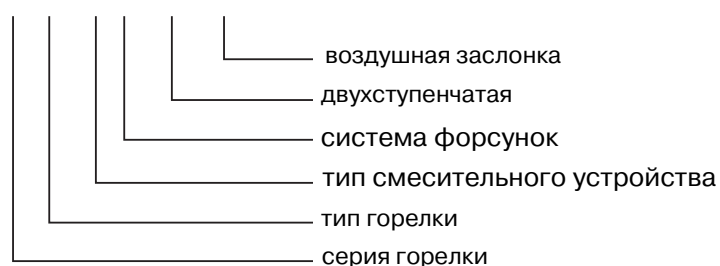 воздушная заслонка
двухступенчатая
система форсунок
тип смесительного устройства
тип горелки
серия горелки